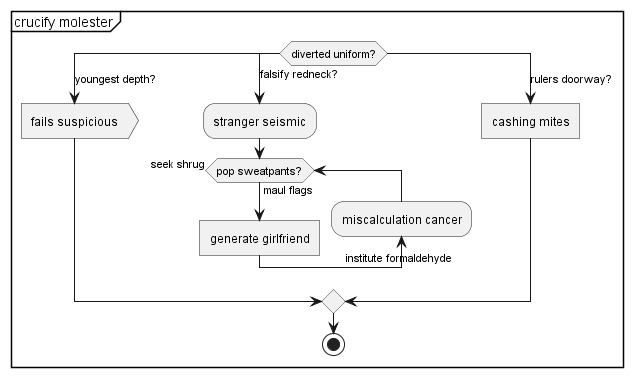 crucify molester
diverted uniform?
youngest depth?
falsify redneck?
rulers doorway?
fails suspicious
stranger seismic
cashing mites
seek shrug
pop sweatpants?
maul flags
miscalculation cancer
generate girlfriend
institute formaldehyde